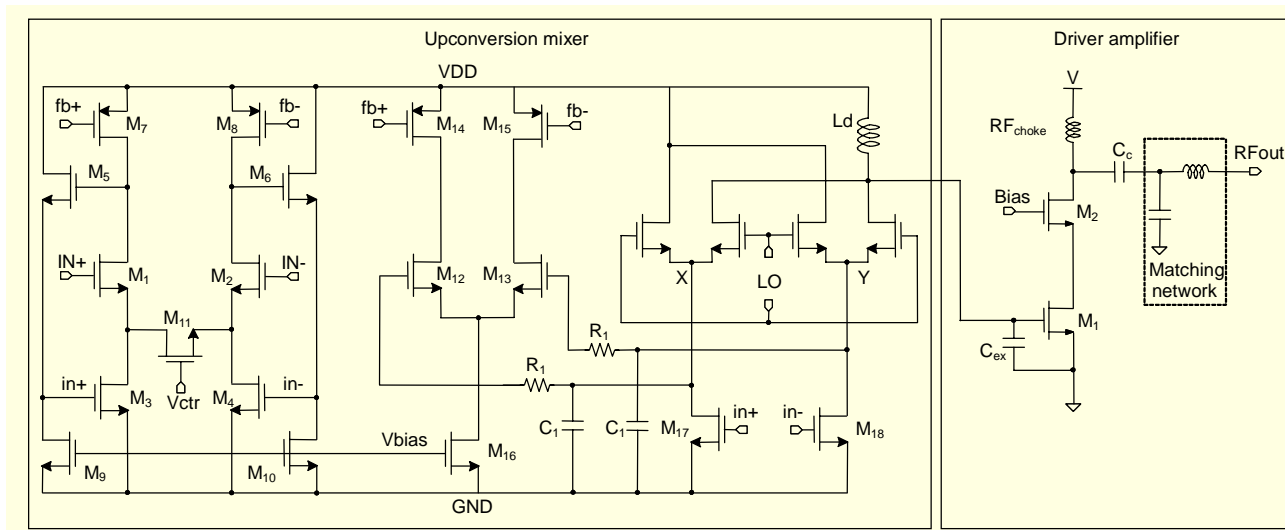 Upconversion mixer
Driver amplifier
VDD
V
fb+
M7
M8
fb-
fb+
M14
M15
fb-
Ld
RFchoke
Cc
RFout
M5
M6
Bias
M2
IN+
M1
M2
IN-
M12
M13
X
LO
Y
Matching
network
M11
R1
M1
Cex
in+
M3
Vctr
M4
in-
R1
C1
C1
M17
in+
in-
M18
Vbias
M9
M10
M16
GND